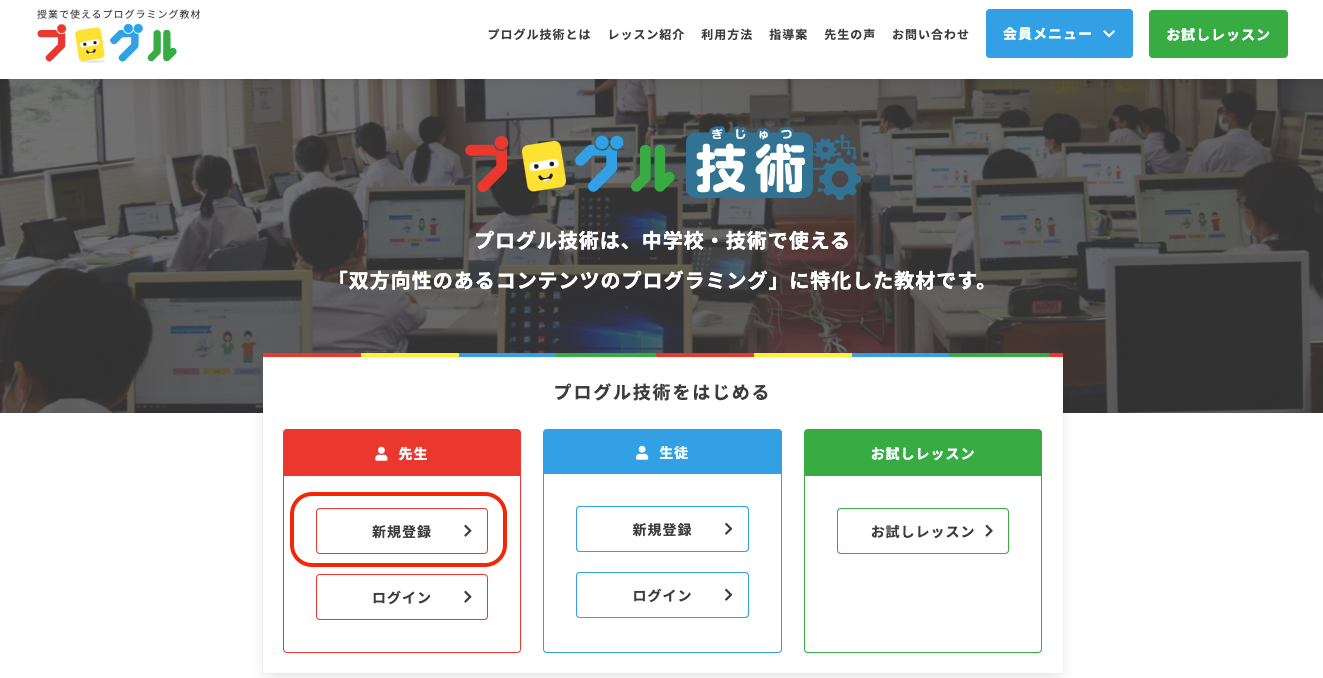 授業で使えるプログラミング教材
プログル
プログル技術とは レッスン紹介 利用方法 指導案 先生の声 お問い合わせ 会員メニュー お試しレッスン
ぎじゅつ
プログル 技術
プログル技術は、中学校・技術で使える
「双方向性のあるコンテンツのプログラミング」に特化した教材です。
プログル技術をはじめる
先生
生徒
お試しレッスン
新規登録
新規登録
お試しレッスン
ログイン
ログイン